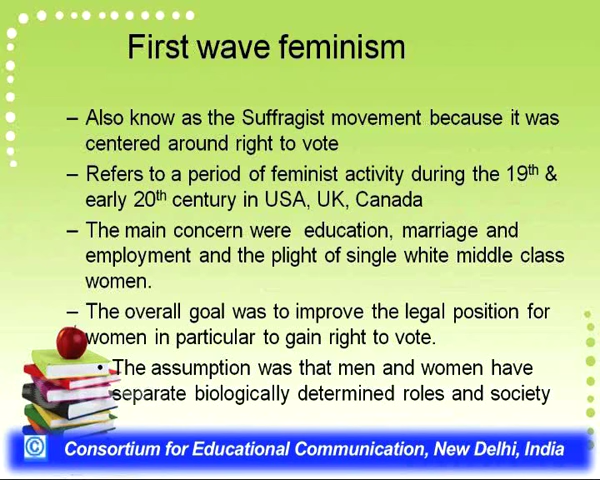 First wave feminism
– Also know as the Suffragist movement because it was
centered around right to vote
– Refers to a period of feminist activity during the 19th &
early 20th century in USA, UK, Canada
– The main concern were education, marriage and
employment and the plight of single white middle class
women.
– The overall goal was to improve the legal position for
women in particular to gain right to vote.
• The assumption was that men and women have
separate biologically determined roles and society
© Consortium for Educational Communication, New Delhi, India